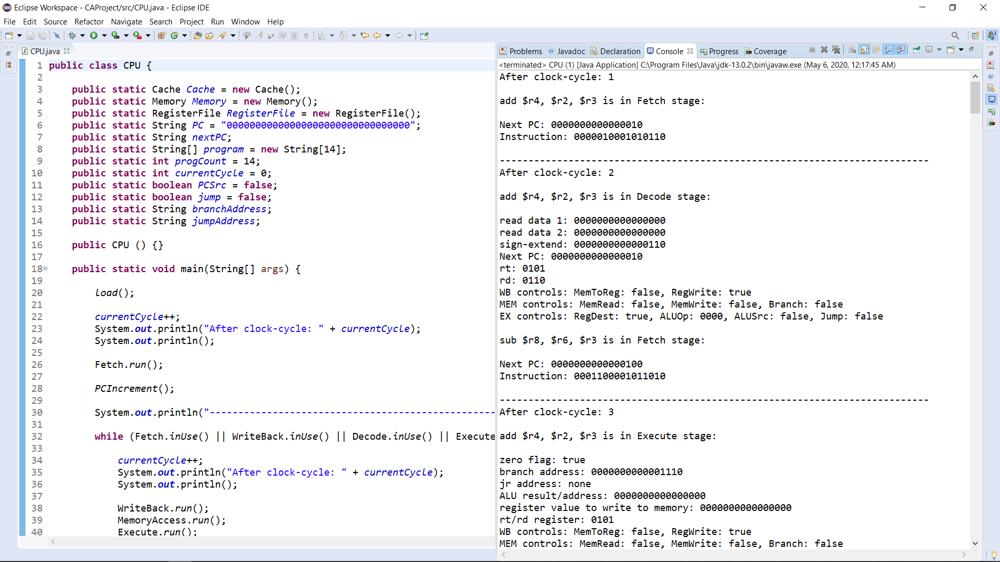 Eclipse Workspace - CAProject/src/CPU.java - Eclipse IDE
File Edit Source Refactor Navigate Search Project Run Window Help
CPU.java
1 public class CPU {
2
3 public static Cache Cache = new Cache();
4 public static Memory Memory = new Memory();
5 public static RegisterFile RegisterFile = new RegisterFile();
6 public static String PC = "00000000000000000000000000000000";
7 public static String nextPC;
8 public static String[] program = new String[14];
9 public static int progCount = 14;
10 public static int currentCycle = 0;
11 public static boolean PCSrc = false;
12 public static boolean jump = false;
13 public static String branchAddress;
14 public static String jumpAddress;
15
16 public CPU () {}
17
18 public static void main(String[] args) {
19
20 load();
21
22 currentCycle++;
23 System.out.println("After clock-cycle: " + currentCycle);
24 System.out.println();
25
26 Fetch.run();
27
28 PCIncrement();
29
30 System.out.println("--------------------------------------------------
31
32 while (Fetch.inUse() || WriteBack.inUse() || Decode.inUse() || Execute
33
34 currentCycle++;
35 System.out.println("After clock-cycle: " + currentCycle);
36 System.out.println();
37
38 WriteBack.run();
39 MemoryAccess.run();
40 Execute.run();
Problems Javadoc Declaration Console Progress Coverage
<terminated> CPU (1) [Java Application] C:\Program Files\Java\jdk-13.0.2\bin\javaw.exe (May 6, 2020, 12:17:45 AM)
After clock-cycle: 1
add $r4, $r2, $r3 is in Fetch stage:
Next PC: 0000000000000010
Instruction: 0000010001010110
---------------------------------------------------------------------------
After clock-cycle: 2
add $r4, $r2, $r3 is in Decode stage:
read data 1: 0000000000000000
read data 2: 0000000000000000
sign-extend: 0000000000000110
Next PC: 0000000000000010
rt: 0101
rd: 0110
WB controls: MemToReg: false, RegWrite: true
MEM controls: MemRead: false, MemWrite: false, Branch: false
EX controls: RegDest: true, ALUOp: 0000, ALUSrc: false, Jump: false
sub $r8, $r6, $r3 is in Fetch stage:
Next PC: 0000000000000100
Instruction: 0001100001011010
---------------------------------------------------------------------------
After clock-cycle: 3
add $r4, $r2, $r3 is in Execute stage:
zero flag: true
branch address: 0000000000001110
jr address: none
ALU result/address: 0000000000000000
register value to write to memory: 0000000000000000
rt/rd register: 0101
WB controls: MemToReg: false, RegWrite: true
MEM controls: MemRead: false, MemWrite: false, Branch: false